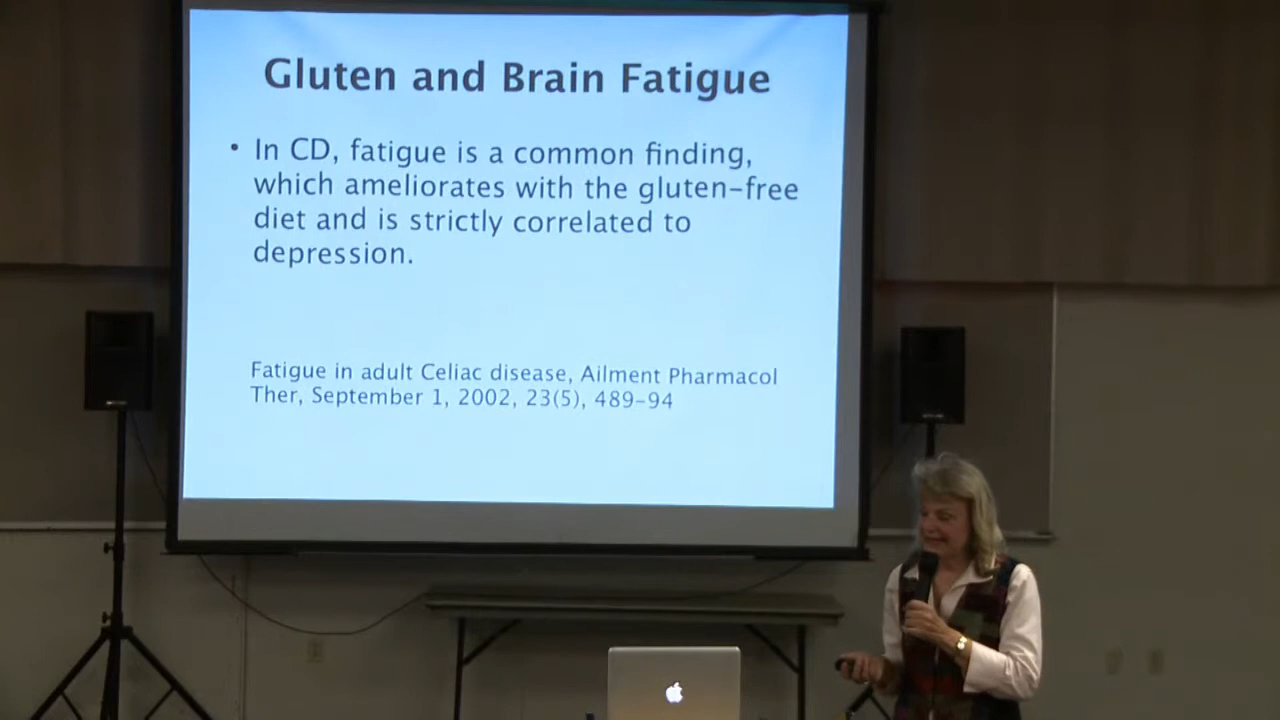 Gluten and Brain Fatigue
• In CD, fatigue is a common finding,
which ameliorates with the gluten-free
diet and is strictly correlated to
depression.
Fatigue in adult Celiac disease, Ailment Pharmacol
Ther, September 1, 2002, 23(5), 489-94